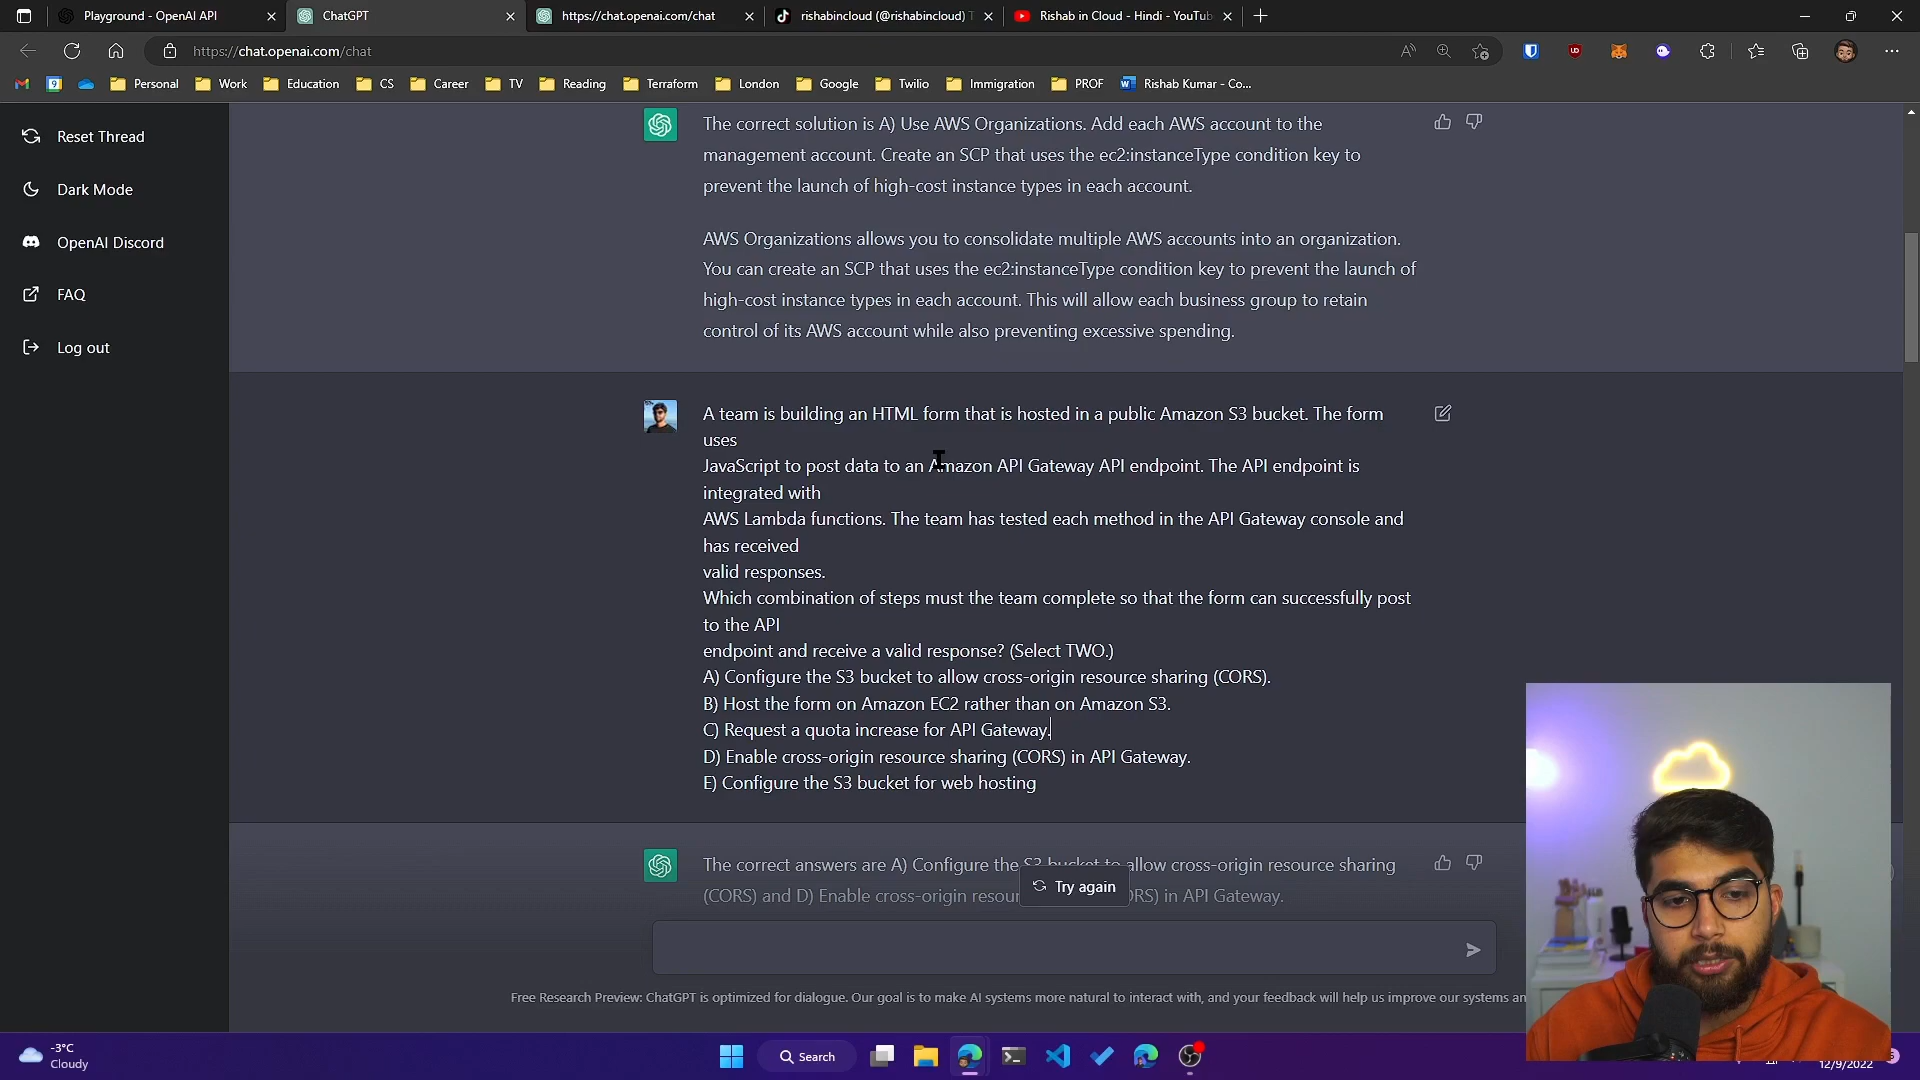 Playground - OpenAI API
ChatGPT
https://chat.openai.com/chat
rishabincloud (@rishabincloud) T
Rishab in Cloud - Hindi - YouTub
https://chat.openai.com/chat
Personal
Work
Education
CS
Career
TV
Reading
Terraform
London
Google
Twilio
Immigration
PROF
Rishab Kumar - Co...
Reset Thread
Dark Mode
OpenAI Discord
FAQ
Log out
The correct solution is A) Use AWS Organizations. Add each AWS account to the
management account. Create an SCP that uses the ec2:instanceType condition key to
prevent the launch of high-cost instance types in each account.
AWS Organizations allows you to consolidate multiple AWS accounts into an organization.
You can create an SCP that uses the ec2:instanceType condition key to prevent the launch of
high-cost instance types in each account. This will allow each business group to retain
control of its AWS account while also preventing excessive spending.
A team is building an HTML form that is hosted in a public Amazon S3 bucket. The form
uses
JavaScript to post data to an Amazon API Gateway API endpoint. The API endpoint is
integrated with
AWS Lambda functions. The team has tested each method in the API Gateway console and
has received
valid responses.
Which combination of steps must the team complete so that the form can successfully post
to the API
endpoint and receive a valid response? (Select TWO.)
A) Configure the S3 bucket to allow cross-origin resource sharing (CORS).
B) Host the form on Amazon EC2 rather than on Amazon S3.
C) Request a quota increase for API Gateway.
D) Enable cross-origin resource sharing (CORS) in API Gateway.
E) Configure the S3 bucket for web hosting
The correct answers are A) Configure the S3 bucket to allow cross-origin resource sharing
(CORS) and D) Enable cross-origin resour RS) in API Gateway.
Try again
Free Research Preview: ChatGPT is optimized for dialogue. Our goal is to make AI systems more natural to interact with, and your feedback will help us improve our systems an
-3°C
Cloudy
Search
12/9/2022